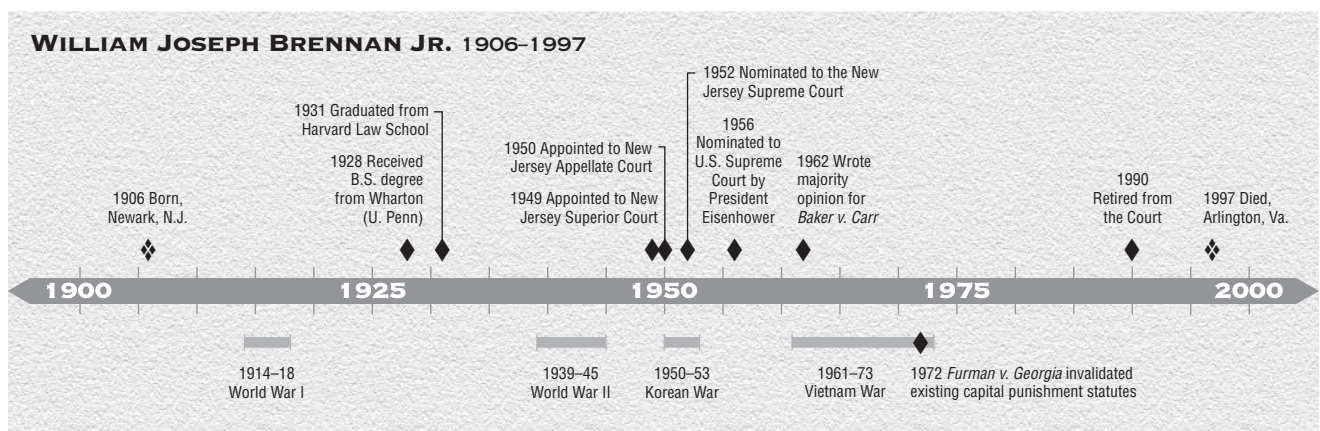 WILLIAM JOSEPH BRENNAN JR. 1906–1997
1952 Nominated to the New
Jersey Supreme Court
1931 Graduated from
Harvard Law School
1956
Nominated to
U.S. Supreme
Court by
President
Eisenhower
1950 Appointed to New
Jersey Appellate Court
1928 Received
B.S. degree
from Wharton
(U. Penn)
1962 Wrote
majority
opinion for
Baker v. Carr
1906 Born,
Newark, N.J.
1949 Appointed to New
Jersey Superior Court
1990
Retired from
the Court
1997 Died,
Arlington, Va.
1900 1925 1950 1975 2000
1914–18
World War I
1939–45
World War II
1950–53
Korean War
1961–73
Vietnam War
1972 Furman v. Georgia invalidated
existing capital punishment statutes